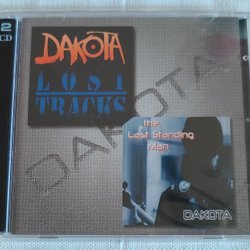 2
CD
DAKOTA
LOST
TRACKS
DAKOTA
the
Last Standing
Man
DAKOTA